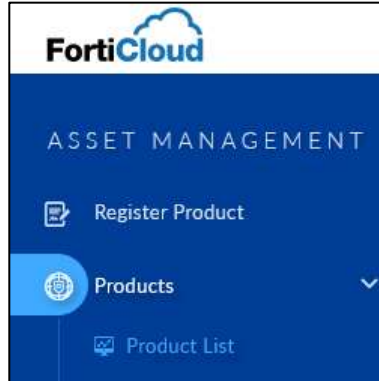 FortiCloud
ASSET MANAGEMENT
Register Product
Products
Product List